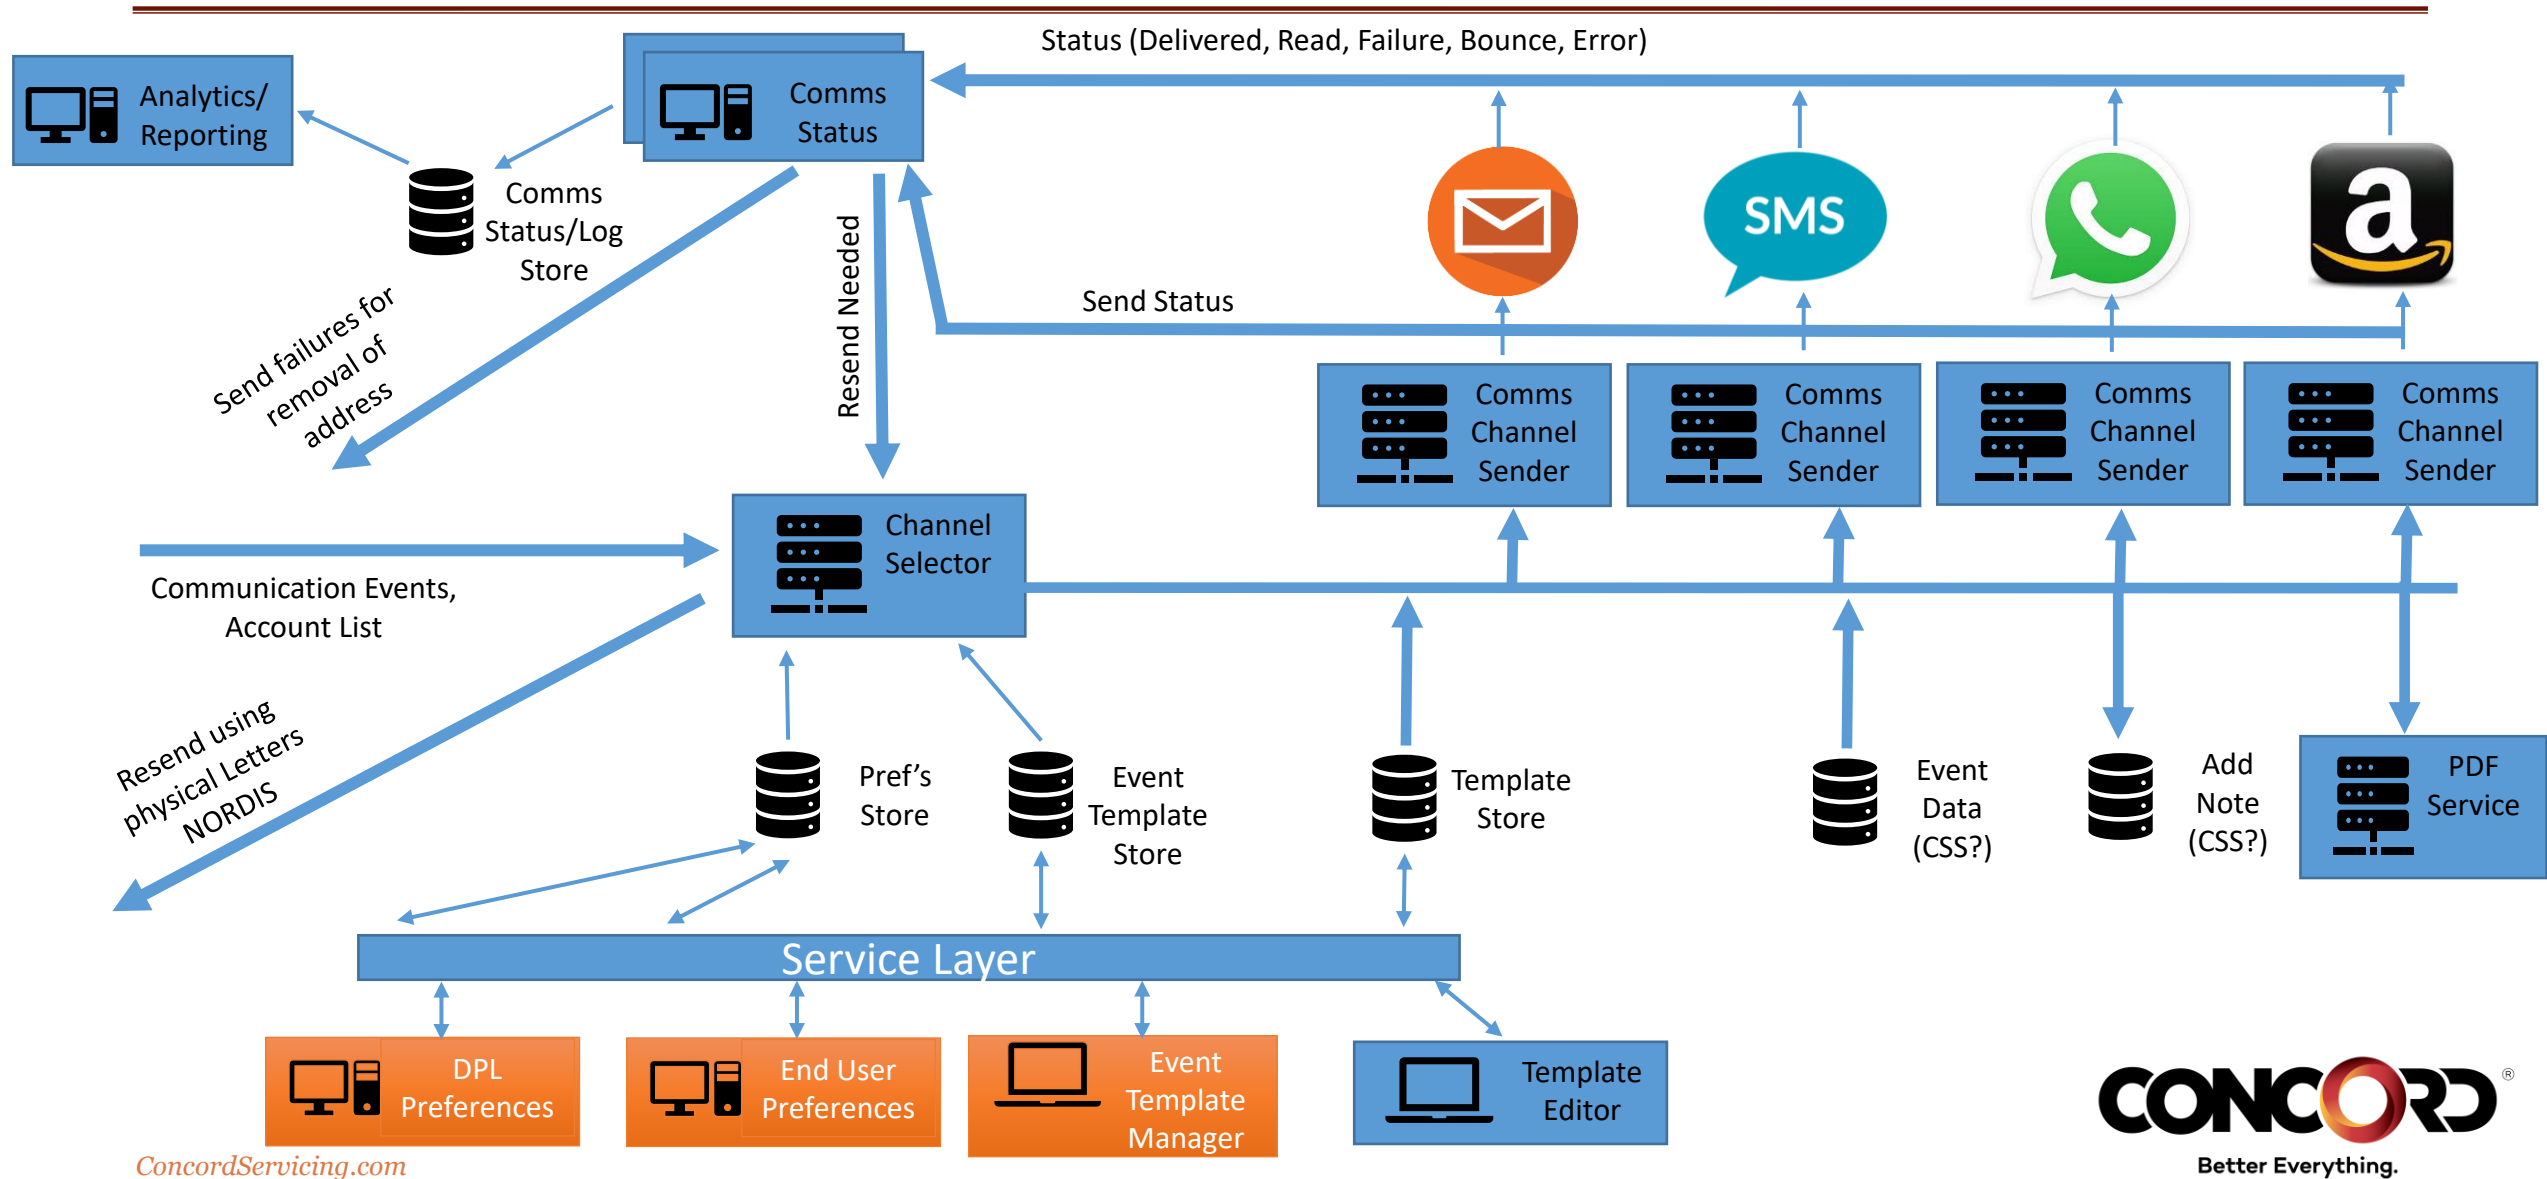 Status (Delivered, Read, Failure, Bounce, Error)
Analytics/
Reporting
Comms
Status
Comms
Status/Log
Store
SMS
a
Send failures for
removal of
address
Resend Needed
Send Status
Comms
Channel
Sender
Comms
Channel
Sender
Comms
Channel
Sender
Comms
Channel
Sender
Channel
Selector
Communication Events,
Account List
Resend using
physical Letters
NORDIS
Pref’s
Store
Event
Template
Store
Template
Store
Event
Data
(CSS?)
Add
Note
(CSS?)
PDF
Service
Service Layer
DPL
Preferences
End User
Preferences
Event
Template
Manager
Template
Editor
CONCORD®
Better Everything.
ConcordServicing.com